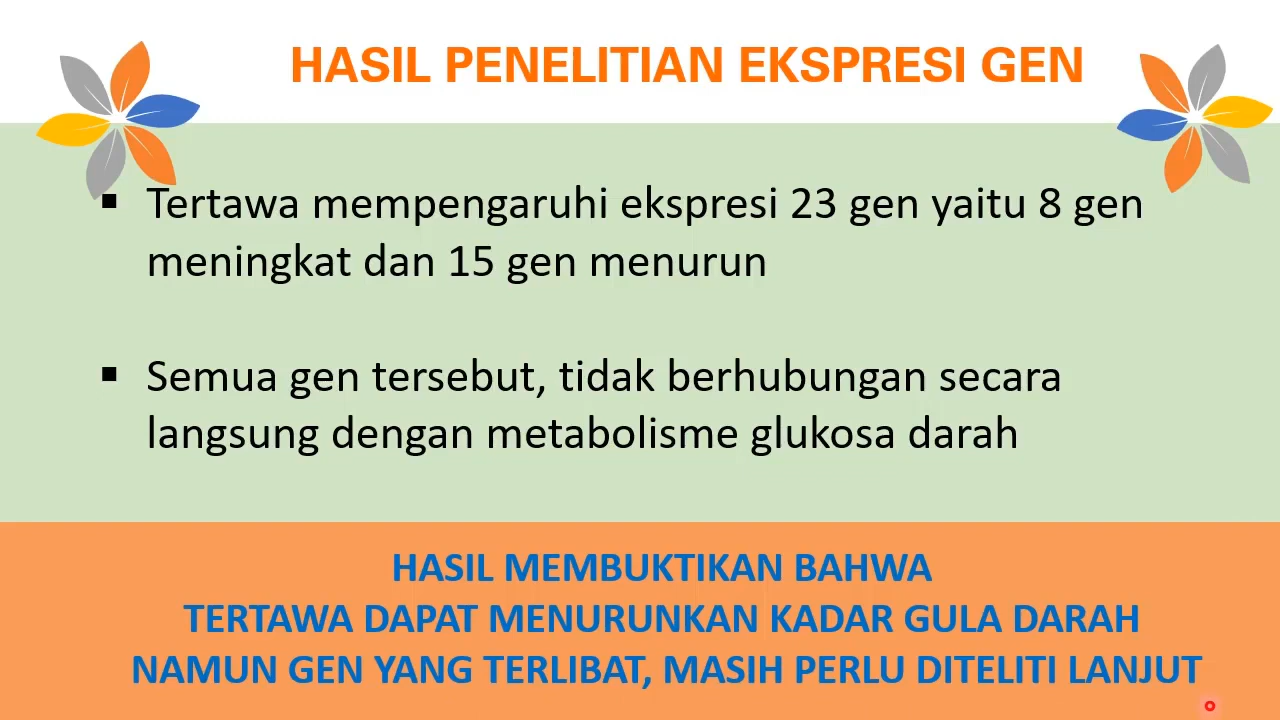 HASIL PENELITIAN EKSPRESI GEN
▪ Tertawa mempengaruhi ekspresi 23 gen yaitu 8 gen
meningkat dan 15 gen menurun
▪ Semua gen tersebut, tidak berhubungan secara
langsung dengan metabolisme glukosa darah
HASIL MEMBUKTIKAN BAHWA
TERTAWA DAPAT MENURUNKAN KADAR GULA DARAH
NAMUN GEN YANG TERLIBAT, MASIH PERLU DITELITI LANJUT